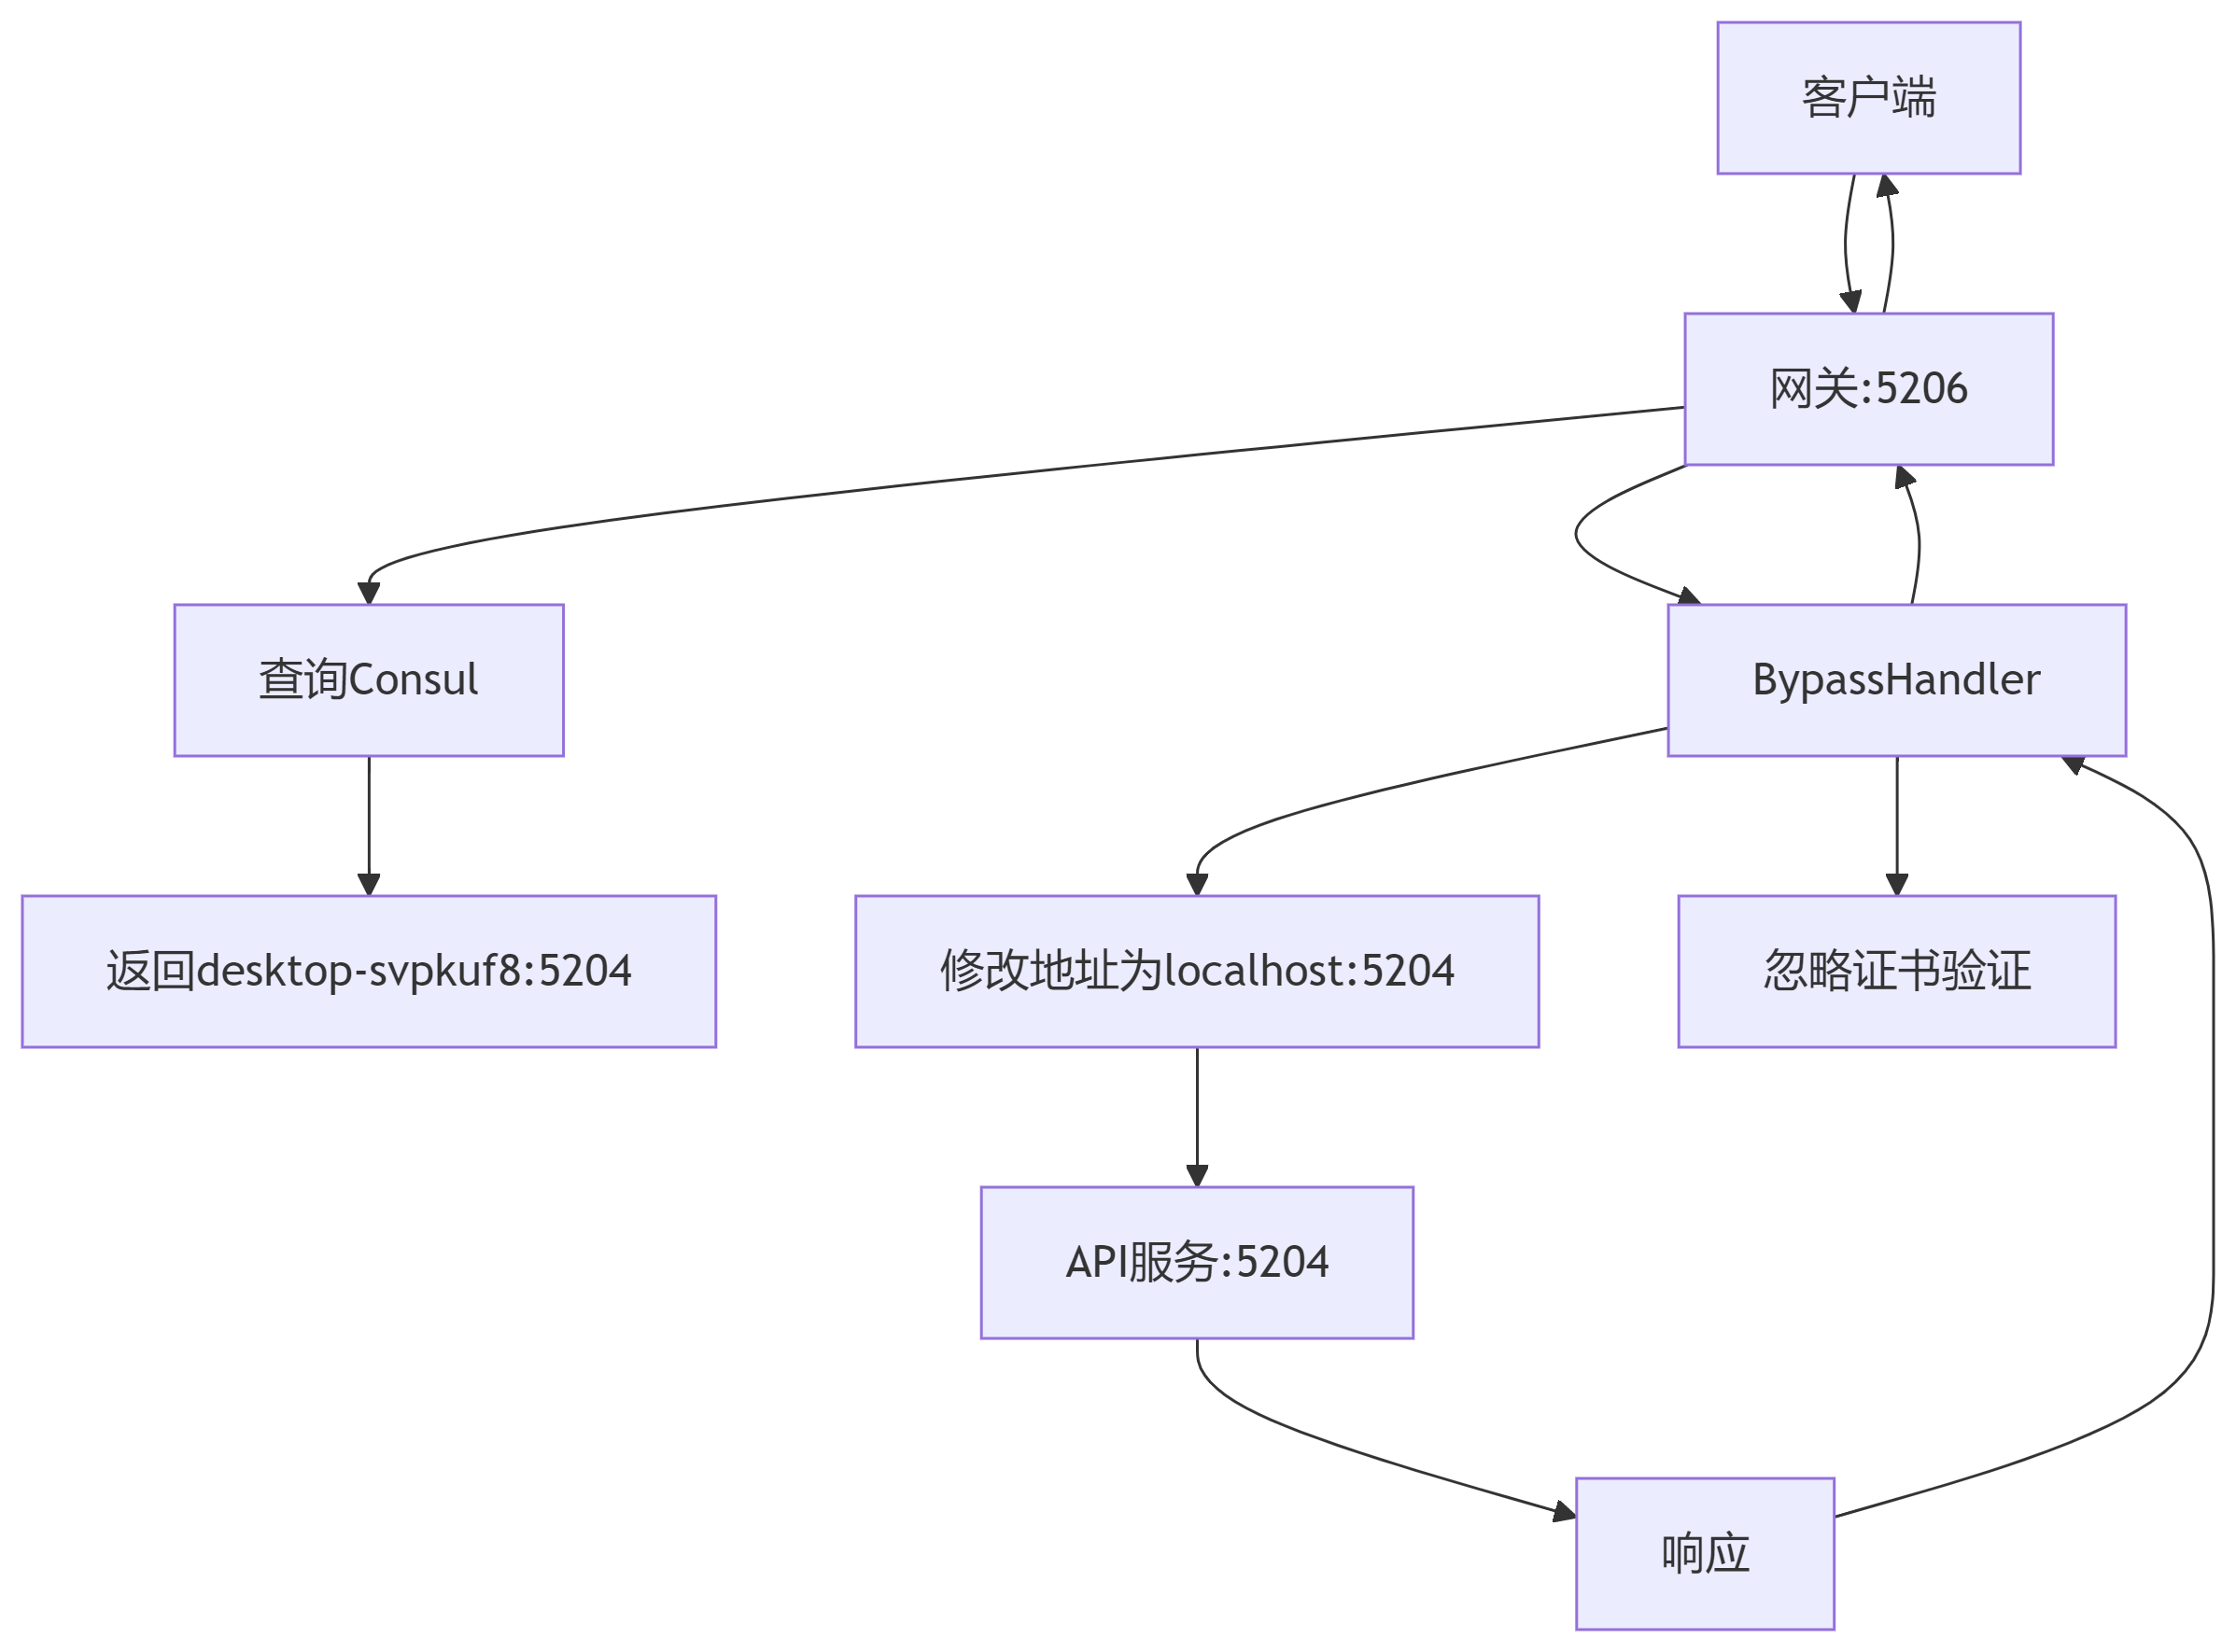 客户端
网关:5206
查询Consul
BypassHandler
返回desktop-svpkuf8:5204
修改地址为localhost:5204
忽略证书验证
API服务:5204
响应